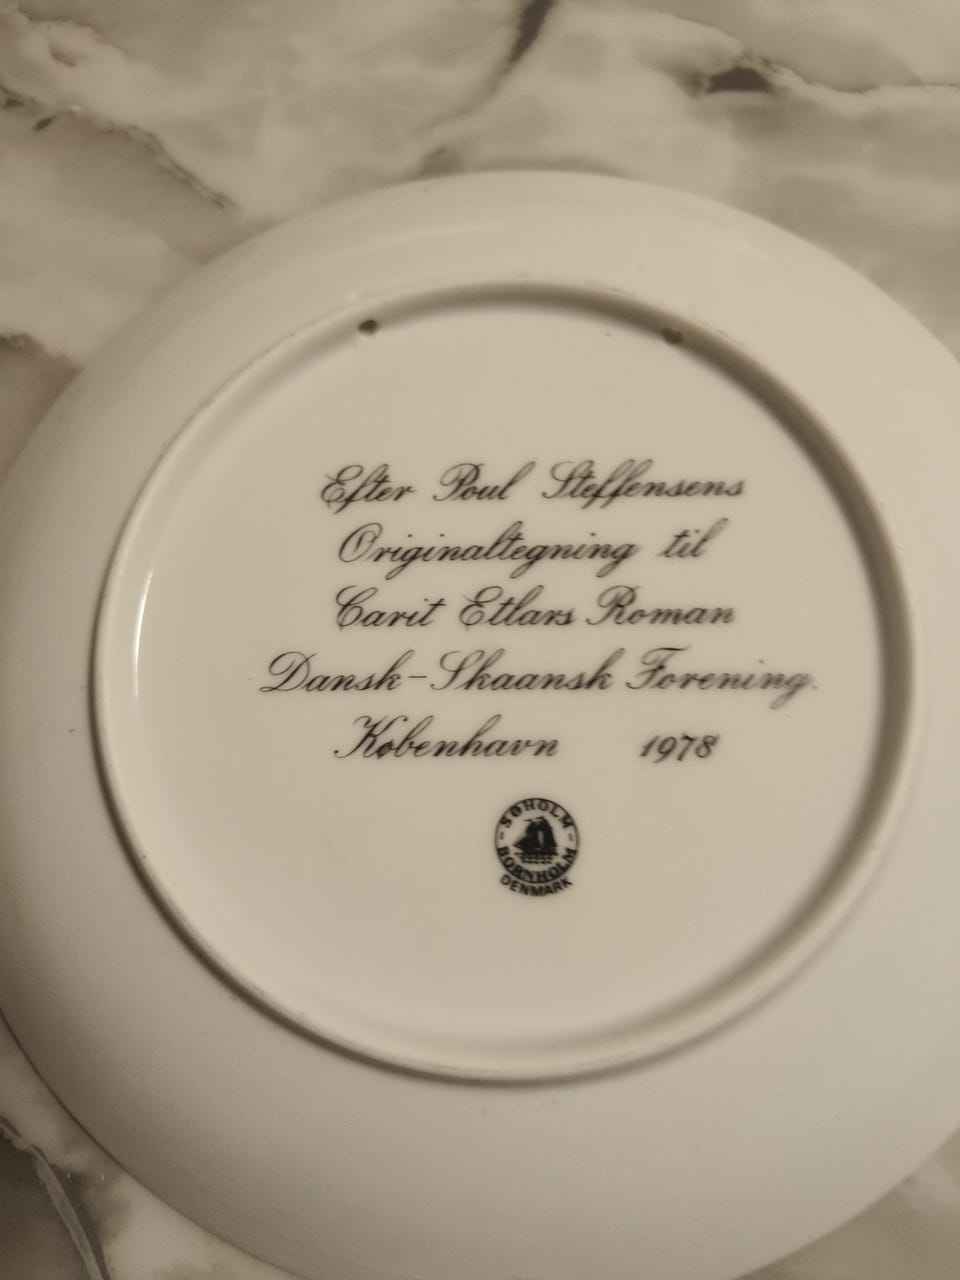 Efter Poul Steffensens
Originaltegning til
Carit Etlars Roman
Dansk-Skaansk Forening.
København 1978
SØHOLM
BORNHOLM
DENMARK